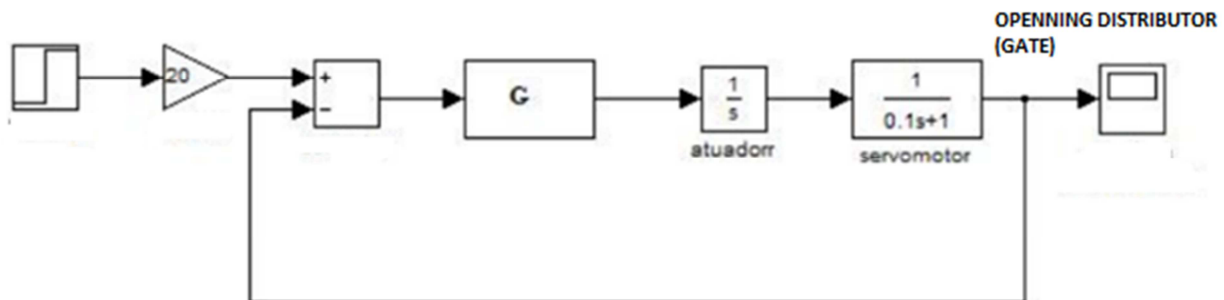 OPENNING DISTRIBUTOR
(GATE)
20
+
−
G
1
s
1
0.1s+1
atuadorr
servomotor